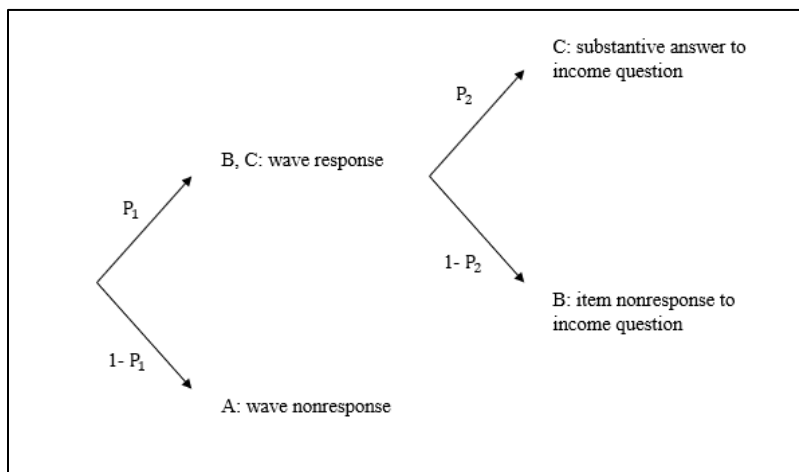 C: substantive answer to
income question
P₂
B, C: wave response
P₁
1- P₂
B: item nonresponse to
income question
1- P₁
A: wave nonresponse